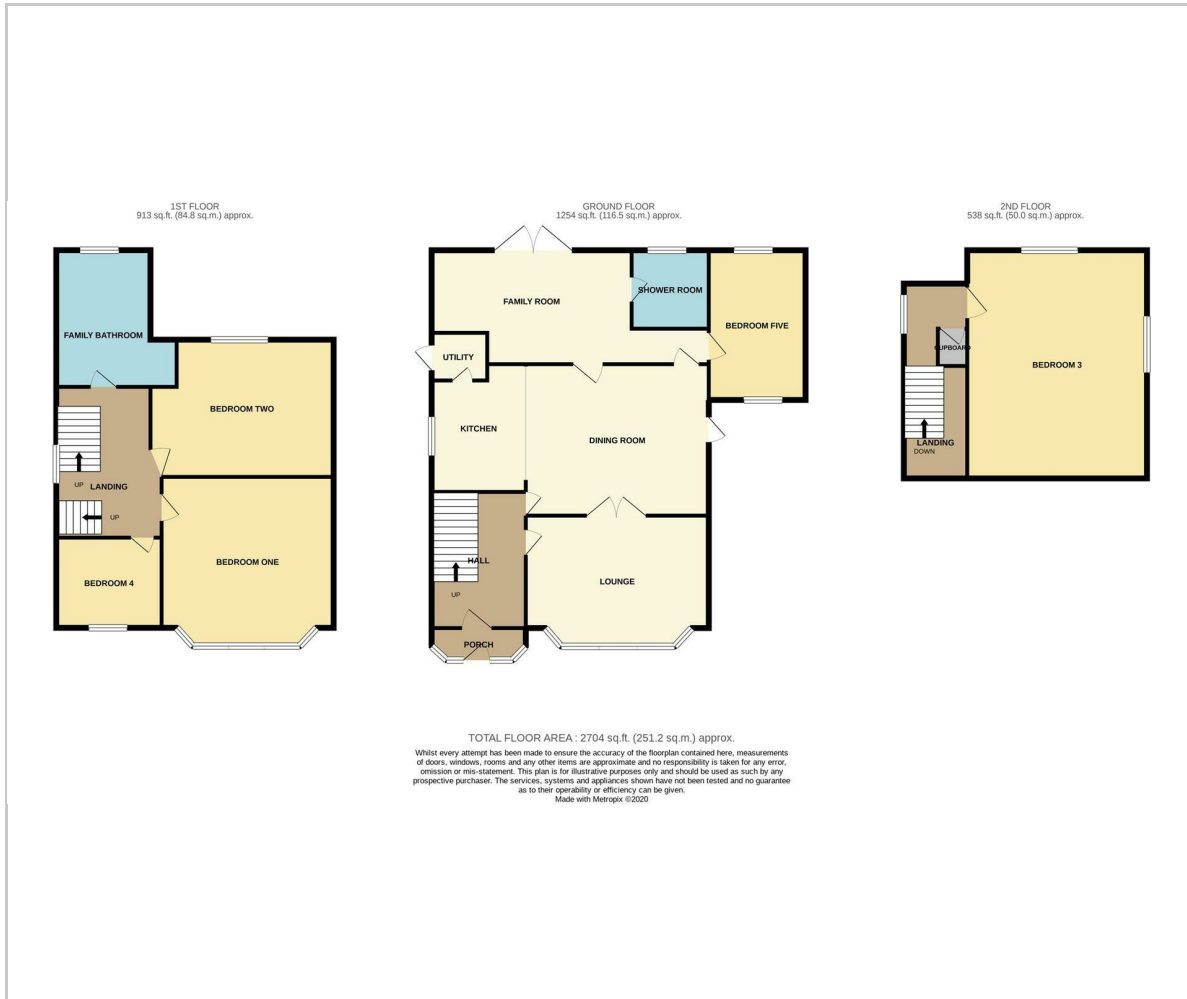 1ST FLOOR
913 sq.ft. (84.8 sq.m.) approx.
FAMILY BATHROOM
BEDROOM TWO
UP
LANDING
UP
BEDROOM ONE
BEDROOM 4
GROUND FLOOR
1254 sq.ft. (116.5 sq.m.) approx.
SHOWER ROOM
FAMILY ROOM
BEDROOM FIVE
UTILITY
KITCHEN
DINING ROOM
HALL
LOUNGE
UP
PORCH
2ND FLOOR
538 sq.ft. (50.0 sq.m.) approx.
CUPBOARD
BEDROOM 3
LANDING
DOWN
TOTAL FLOOR AREA : 2704 sq.ft. (251.2 sq.m.) approx.
Whilst every attempt has been made to ensure the accuracy of the floorplan contained here, measurements
of doors, windows, rooms and any other items are approximate and no responsibility is taken for any error,
omission or mis-statement. This plan is for illustrative purposes only and should be used as such by any
prospective purchaser. The services, systems and appliances shown have not been tested and no guarantee
as to their operability or efficiency can be given.
Made with Metropix ©2020